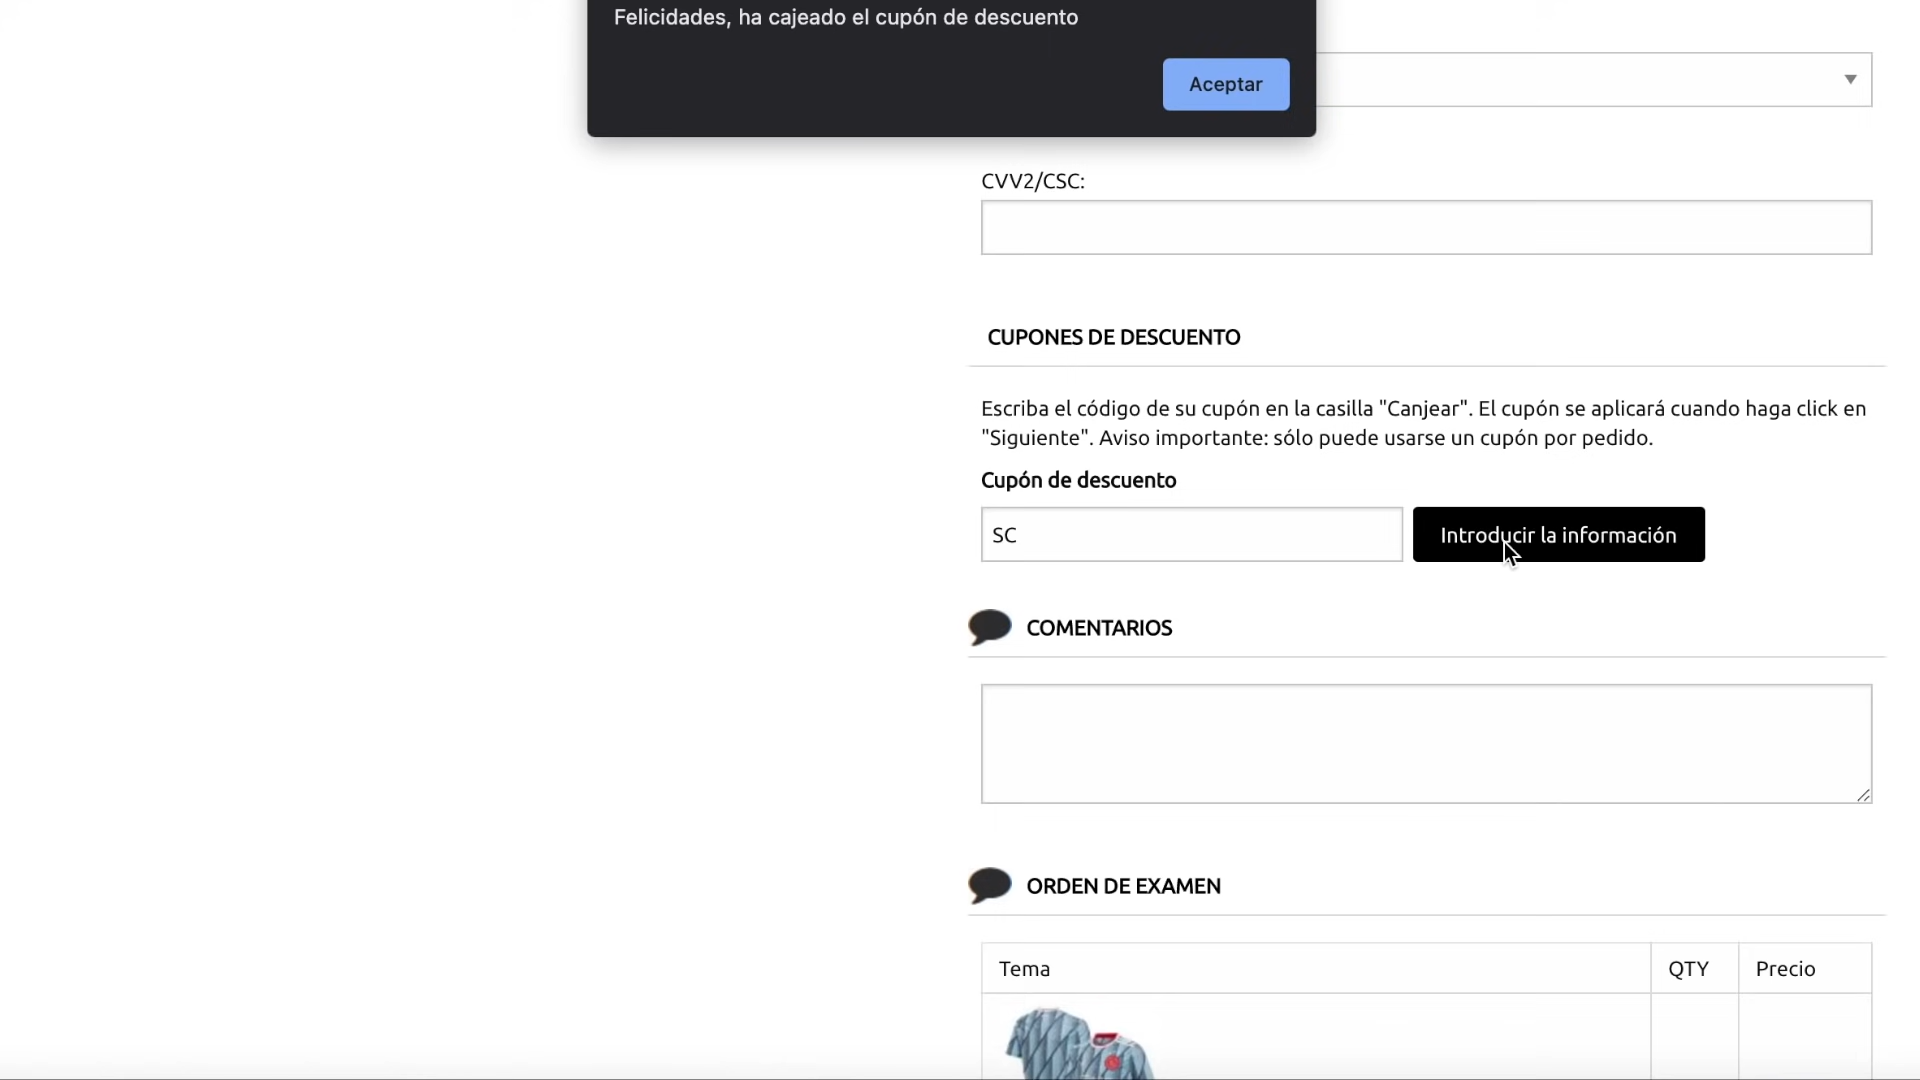 Felicidades, ha cajeado el cupón de descuento
Aceptar
CVV2/CSC:
CUPONES DE DESCUENTO
Escriba el código de su cupón en la casilla "Canjear". El cupón se aplicará cuando haga click en
"Siguiente". Aviso importante: sólo puede usarse un cupón por pedido.
Cupón de descuento
SC
Introducir la información
COMENTARIOS
ORDEN DE EXAMEN
Tema QTY Precio